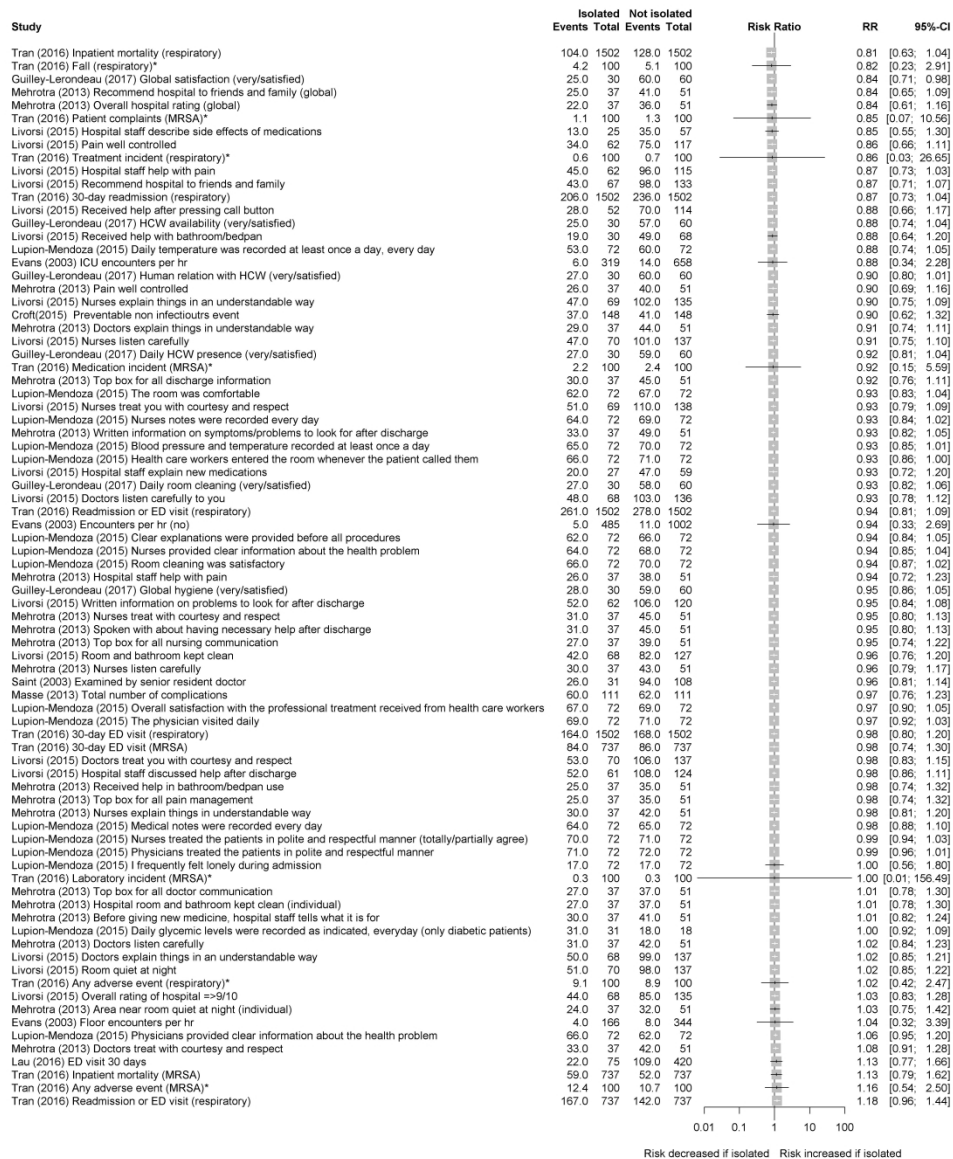 Isolated Not isolated
Study Events Total Events Total Risk Ratio RR 95%-CI
Tran (2016) Inpatient mortality (respiratory) 104.0 1502 128.0 1502 0.81 [0.63; 1.04]
Tran (2016) Fall (respiratory)* 4.2 100 5.1 100 0.82 [0.23; 2.91]
Guilley-Lerondeau (2017) Global satisfaction (very/satisfied) 25.0 30 60.0 60 0.84 [0.71; 0.98]
Mehrotra (2013) Recommend hospital to friends and family (global) 25.0 37 41.0 51 0.84 [0.65; 1.09]
Mehrotra (2013) Overall hospital rating (global) 22.0 37 36.0 51 0.84 [0.61; 1.16]
Tran (2016) Patient complaints (MRSA)* 1.1 100 1.3 100 0.85 [0.07; 10.56]
Livorsi (2015) Hospital staff describe side effects of medications 13.0 25 35.0 57 0.85 [0.55; 1.30]
Livorsi (2015) Pain well controlled 34.0 62 75.0 117 0.86 [0.66; 1.11]
Tran (2016) Treatment incident (respiratory)* 0.6 100 0.7 100 0.86 [0.03; 26.65]
Livorsi (2015) Hospital staff help with pain 45.0 62 96.0 115 0.87 [0.73; 1.03]
Livorsi (2015) Recommend hospital to friends and family 43.0 67 98.0 133 0.87 [0.71; 1.07]
Tran (2016) 30-day readmission (respiratory) 206.0 1502 236.0 1502 0.87 [0.73; 1.04]
Livorsi (2015) Received help after pressing call button 28.0 52 70.0 114 0.88 [0.66; 1.17]
Guilley-Lerondeau (2017) HCW availability (very/satisfied) 25.0 30 57.0 60 0.88 [0.74; 1.04]
Livorsi (2015) Received help with bathroom/bedpan 19.0 30 49.0 68 0.88 [0.64; 1.20]
Lupion-Mendoza (2015) Daily temperature was recorded at least once a day, every day 53.0 72 60.0 72 0.88 [0.74; 1.05]
Evans (2003) ICU encounters per hr 6.0 319 14.0 658 0.88 [0.34; 2.28]
Guilley-Lerondeau (2017) Human relation with HCW (very/satisfied) 27.0 30 60.0 60 0.90 [0.80; 1.01]
Mehrotra (2013) Pain well controlled 26.0 37 40.0 51 0.90 [0.69; 1.16]
Livorsi (2015) Nurses explain things in an understandable way 47.0 69 102.0 135 0.90 [0.75; 1.09]
Croft(2015) Preventable non infectioutrs event 37.0 148 41.0 148 0.90 [0.62; 1.32]
Mehrotra (2013) Doctors explain things in understandable way 29.0 37 44.0 51 0.91 [0.74; 1.11]
Livorsi (2015) Nurses listen carefully 47.0 70 101.0 137 0.91 [0.75; 1.10]
Guilley-Lerondeau (2017) Daily HCW presence (very/satisfied) 27.0 30 59.0 60 0.92 [0.81; 1.04]
Tran (2016) Medication incident (MRSA)* 2.2 100 2.4 100 0.92 [0.15; 5.59]
Mehrotra (2013) Top box for all discharge information 30.0 37 45.0 51 0.92 [0.76; 1.11]
Lupion-Mendoza (2015) The room was comfortable 62.0 72 67.0 72 0.93 [0.83; 1.04]
Livorsi (2015) Nurses treat you with courtesy and respect 51.0 69 110.0 138 0.93 [0.79; 1.09]
Lupion-Mendoza (2015) Nurses notes were recorded every day 64.0 72 69.0 72 0.93 [0.84; 1.02]
Mehrotra (2013) Written information on symptoms/problems to look for after discharge 33.0 37 49.0 51 0.93 [0.82; 1.05]
Lupion-Mendoza (2015) Blood pressure and temperature recorded at least once a day 65.0 72 70.0 72 0.93 [0.85; 1.01]
Lupion-Mendoza (2015) Health care workers entered the room whenever the patient called them 66.0 72 71.0 72 0.93 [0.86; 1.00]
Livorsi (2015) Hospital staff explain new medications 20.0 27 47.0 59 0.93 [0.72; 1.20]
Guilley-Lerondeau (2017) Daily room cleaning (very/satisfied) 27.0 30 58.0 60 0.93 [0.82; 1.06]
Livorsi (2015) Doctors listen carefully to you 48.0 68 103.0 136 0.93 [0.78; 1.12]
Tran (2016) Readmission or ED visit (respiratory) 261.0 1502 278.0 1502 0.94 [0.81; 1.09]
Evans (2003) Encounters per hr (no) 5.0 485 11.0 1002 0.94 [0.33; 2.69]
Lupion-Mendoza (2015) Clear explanations were provided before all procedures 62.0 72 66.0 72 0.94 [0.84; 1.05]
Lupion-Mendoza (2015) Nurses provided clear information about the health problem 64.0 72 68.0 72 0.94 [0.85; 1.04]
Lupion-Mendoza (2015) Room cleaning was satisfactory 66.0 72 70.0 72 0.94 [0.87; 1.02]
Mehrotra (2013) Hospital staff help with pain 26.0 37 38.0 51 0.94 [0.72; 1.23]
Guilley-Lerondeau (2017) Global hygiene (very/satisfied) 28.0 30 59.0 60 0.95 [0.86; 1.05]
Livorsi (2015) Written information on problems to look for after discharge 52.0 62 106.0 120 0.95 [0.84; 1.08]
Mehrotra (2013) Nurses treat with courtesy and respect 31.0 37 45.0 51 0.95 [0.80; 1.13]
Mehrotra (2013) Spoken with about having necessary help after discharge 31.0 37 45.0 51 0.95 [0.80; 1.13]
Mehrotra (2013) Top box for all nursing communication 27.0 37 39.0 51 0.95 [0.74; 1.22]
Livorsi (2015) Room and bathroom kept clean 42.0 68 82.0 127 0.96 [0.76; 1.20]
Mehrotra (2013) Nurses listen carefully 30.0 37 43.0 51 0.96 [0.79; 1.17]
Saint (2003) Examined by senior resident doctor 26.0 31 94.0 108 0.96 [0.81; 1.14]
Masse (2013) Total number of complications 60.0 111 62.0 111 0.97 [0.76; 1.23]
Lupion-Mendoza (2015) Overall satisfaction with the professional treatment received from health care workers 67.0 72 69.0 72 0.97 [0.90; 1.05]
Lupion-Mendoza (2015) The physician visited daily 69.0 72 71.0 72 0.97 [0.92; 1.03]
Tran (2016) 30-day ED visit (respiratory) 164.0 1502 168.0 1502 0.98 [0.80; 1.20]
Tran (2016) 30-day ED visit (MRSA) 84.0 737 86.0 737 0.98 [0.74; 1.30]
Livorsi (2015) Doctors treat you with courtesy and respect 53.0 70 106.0 137 0.98 [0.83; 1.15]
Livorsi (2015) Hospital staff discussed help after discharge 52.0 61 108.0 124 0.98 [0.86; 1.11]
Mehrotra (2013) Received help in bathroom/bedpan use 25.0 37 35.0 51 0.98 [0.74; 1.32]
Mehrotra (2013) Top box for all pain management 25.0 37 35.0 51 0.98 [0.74; 1.32]
Mehrotra (2013) Nurses explain things in understandable way 30.0 37 42.0 51 0.98 [0.81; 1.20]
Lupion-Mendoza (2015) Medical notes were recorded every day 64.0 72 65.0 72 0.98 [0.88; 1.10]
Lupion-Mendoza (2015) Nurses treated the patients in polite and respectful manner (totally/partially agree) 70.0 72 71.0 72 0.99 [0.94; 1.03]
Lupion-Mendoza (2015) Physicians treated the patients in polite and respectful manner 71.0 72 72.0 72 0.99 [0.96; 1.01]
Lupion-Mendoza (2015) I frequently felt lonely during admission 17.0 72 17.0 72 1.00 [0.56; 1.80]
Tran (2016) Laboratory incident (MRSA)* 0.3 100 0.3 100 1.00 [0.01; 156.49]
Mehrotra (2013) Top box for all doctor communication 27.0 37 37.0 51 1.01 [0.78; 1.30]
Mehrotra (2013) Hospital room and bathroom kept clean (individual) 27.0 37 37.0 51 1.01 [0.78; 1.30]
Mehrotra (2013) Before giving new medicine, hospital staff tells what it is for 30.0 37 41.0 51 1.01 [0.82; 1.24]
Lupion-Mendoza (2015) Daily glycemic levels were recorded as indicated, everyday (only diabetic patients) 31.0 31 18.0 18 1.00 [0.92; 1.09]
Mehrotra (2013) Doctors listen carefully 31.0 37 42.0 51 1.02 [0.84; 1.23]
Livorsi (2015) Doctors explain things in an understandable way 50.0 68 99.0 137 1.02 [0.85; 1.21]
Livorsi (2015) Room quiet at night 51.0 70 98.0 137 1.02 [0.85; 1.22]
Tran (2016) Any adverse event (respiratory)* 9.1 100 8.9 100 1.02 [0.42; 2.47]
Livorsi (2015) Overall rating of hospital =>9/10 44.0 68 85.0 135 1.03 [0.83; 1.28]
Mehrotra (2013) Area near room quiet at night (individual) 24.0 37 32.0 51 1.03 [0.75; 1.42]
Evans (2003) Floor encounters per hr 4.0 166 8.0 344 1.04 [0.32; 3.39]
Lupion-Mendoza (2015) Physicians provided clear information about the health problem 66.0 72 62.0 72 1.06 [0.95; 1.20]
Mehrotra (2013) Doctors treat with courtesy and respect 33.0 37 42.0 51 1.08 [0.91; 1.28]
Lau (2016) ED visit 30 days 22.0 75 109.0 420 1.13 [0.77; 1.66]
Tran (2016) Inpatient mortality (MRSA) 59.0 737 52.0 737 1.13 [0.79; 1.62]
Tran (2016) Any adverse event (MRSA)* 12.4 100 10.7 100 1.16 [0.54; 2.50]
Tran (2016) Readmission or ED visit (respiratory) 167.0 737 142.0 737 1.18 [0.96; 1.44]
0.01 0.1 1 10 100
Risk decreased if isolated Risk increased if isolated